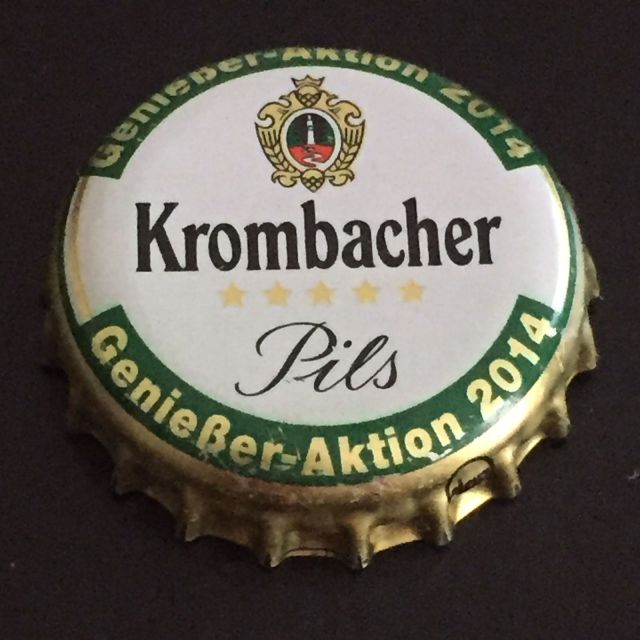 Genießer-Aktion 2014
Krombacher
Pils
Genießer-Aktion 2014